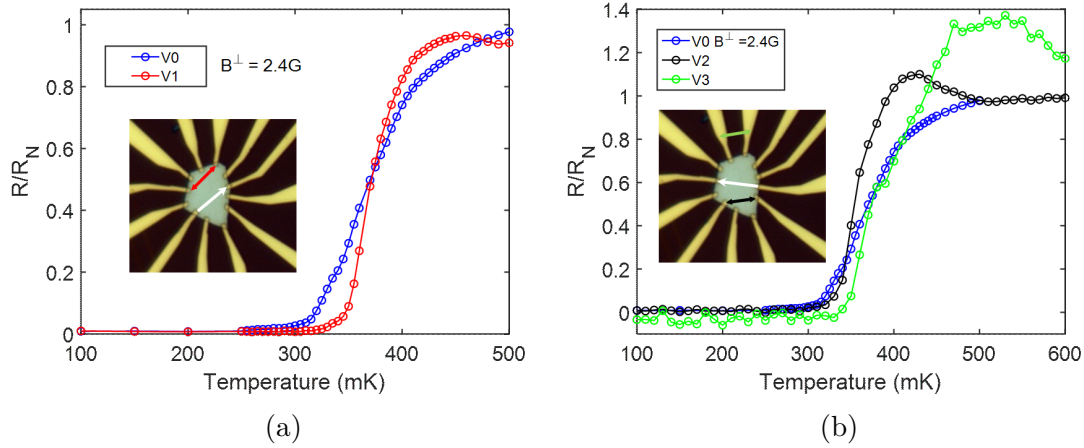 1
0.8
0.6
0.4
0.2
0
R/R_N
V0
V1
B^⊥ = 2.4G
100
200
300
400
500
Temperature (mK)
(a)
1.4
1.2
1
0.8
0.6
0.4
0.2
0
R/R_N
V0 B^⊥ =2.4G
V2
V3
100
200
300
400
500
600
Temperature (mK)
(b)